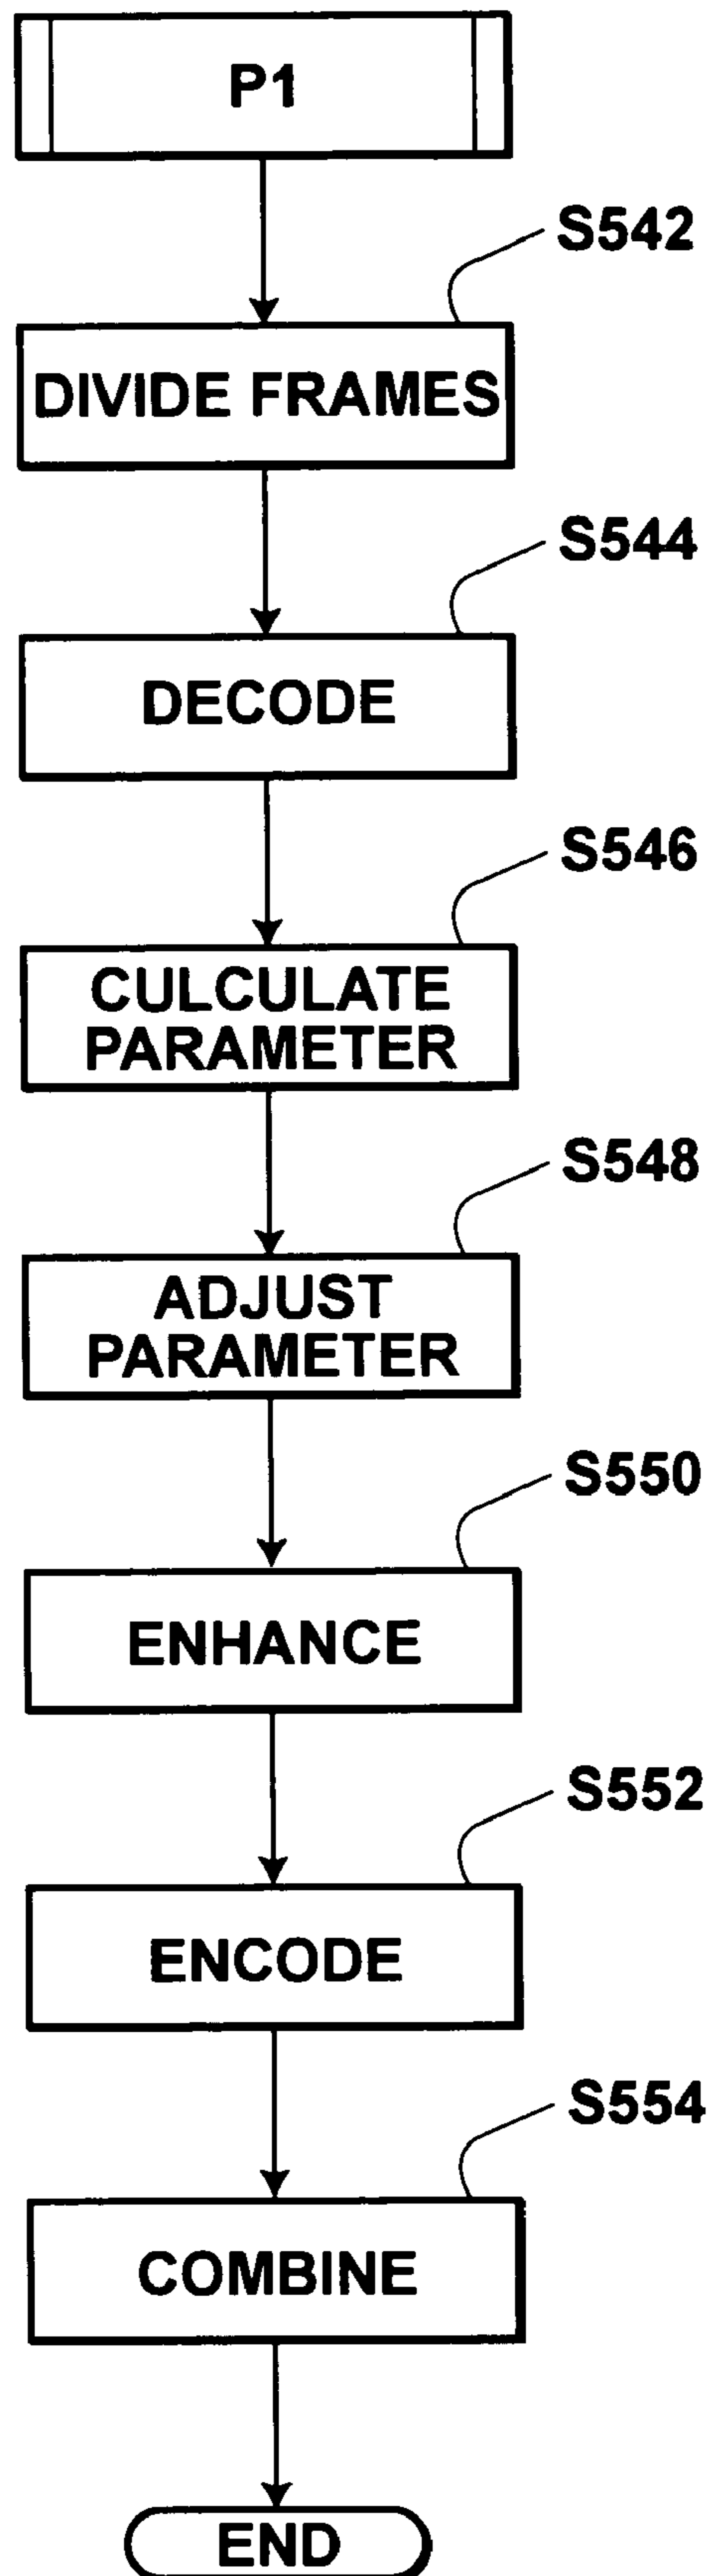 P1
S542
DIVIDE FRAMES
S544
DECODE
S546
CULCULATE
PARAMETER
S548
ADJUST
PARAMETER
S550
ENHANCE
S552
ENCODE
S554
COMBINE
END